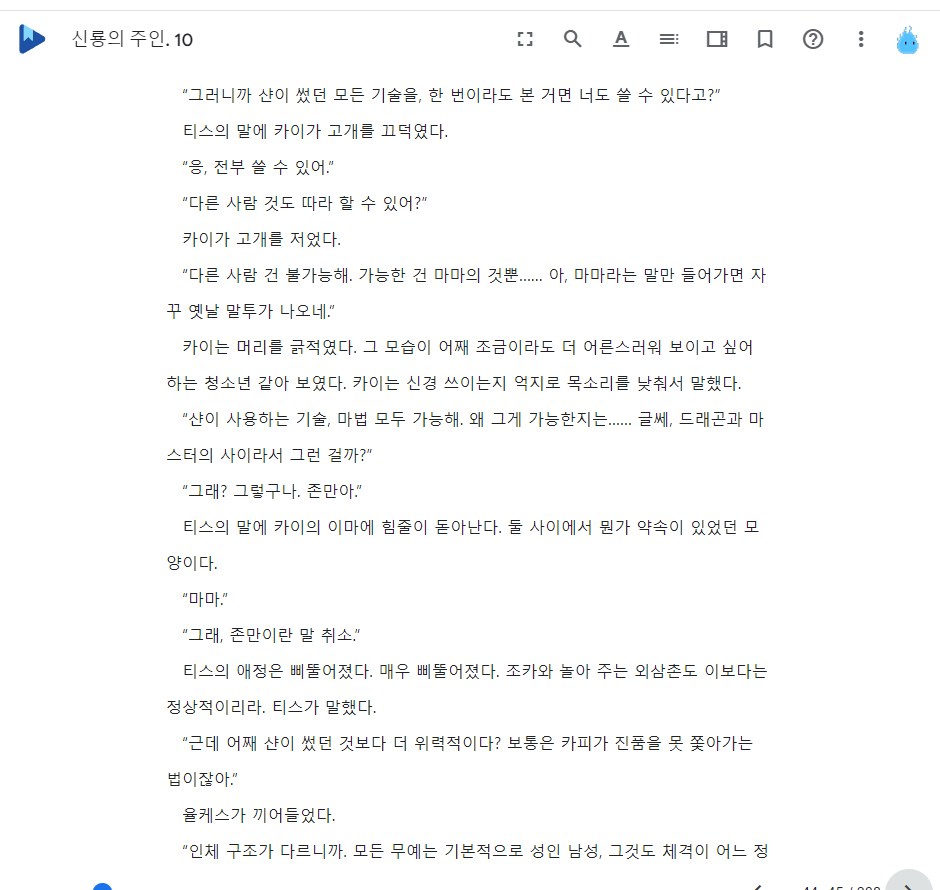 신룡의 주인. 10
“그러니까 샨이 썼던 모든 기술을, 한 번이라도 본 거면 너도 쓸 수 있다고?”
티스의 말에 카이가 고개를 끄덕였다.
“응, 전부 쓸 수 있어.”
“다른 사람 것도 따라 할 수 있어?”
카이가 고개를 저었다.
“다른 사람 건 불가능해. 가능한 건 마마의 것뿐...... 아, 마마라는 말만 들어가면 자
꾸 옛날 말투가 나오네.”
카이는 머리를 긁적였다. 그 모습이 어째 조금이라도 더 어른스러워 보이고 싶어
하는 청소년 같아 보였다. 카이는 신경 쓰이는지 억지로 목소리를 낮춰서 말했다.
“샨이 사용하는 기술, 마법 모두 가능해. 왜 그게 가능한지는...... 글쎄, 드래곤과 마
스터의 사이라서 그런 걸까?”
“그래? 그렇구나. 존만아.”
티스의 말에 카이의 이마에 힘줄이 돋아난다. 둘 사이에서 뭔가 약속이 있었던 모
양이다.
“마마.”
“그래, 존만이란 말 취소.”
티스의 애정은 삐뚤어졌다. 매우 삐뚤어졌다. 조카와 놀아 주는 외삼촌도 이보다는
정상적이리라. 티스가 말했다.
“근데 어째 샨이 썼던 것보다 더 위력적이다? 보통은 카피가 진품을 못 쫓아가는
법이잖아.”
율케스가 끼어들었다.
“인체 구조가 다르니까. 모든 무예는 기본적으로 성인 남성, 그것도 체격이 어느 정